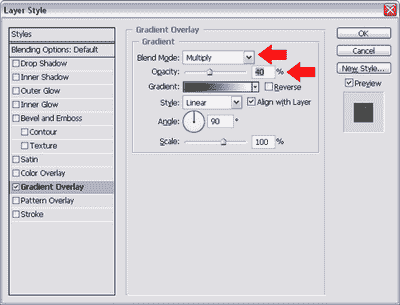 Layer Style
Styles
Blending Options: Default
Drop Shadow
Inner Shadow
Outer Glow
Inner Glow
Bevel and Emboss
Contour
Texture
Satin
Color Overlay
Gradient Overlay
Pattern Overlay
Stroke
Gradient Overlay
Gradient
Blend Mode: Multiply
Opacity: 40 %
Gradient: Reverse
Style: Linear Align with Layer
Angle: 90 °
Scale: 100 %
OK
Cancel
New Style...
Preview